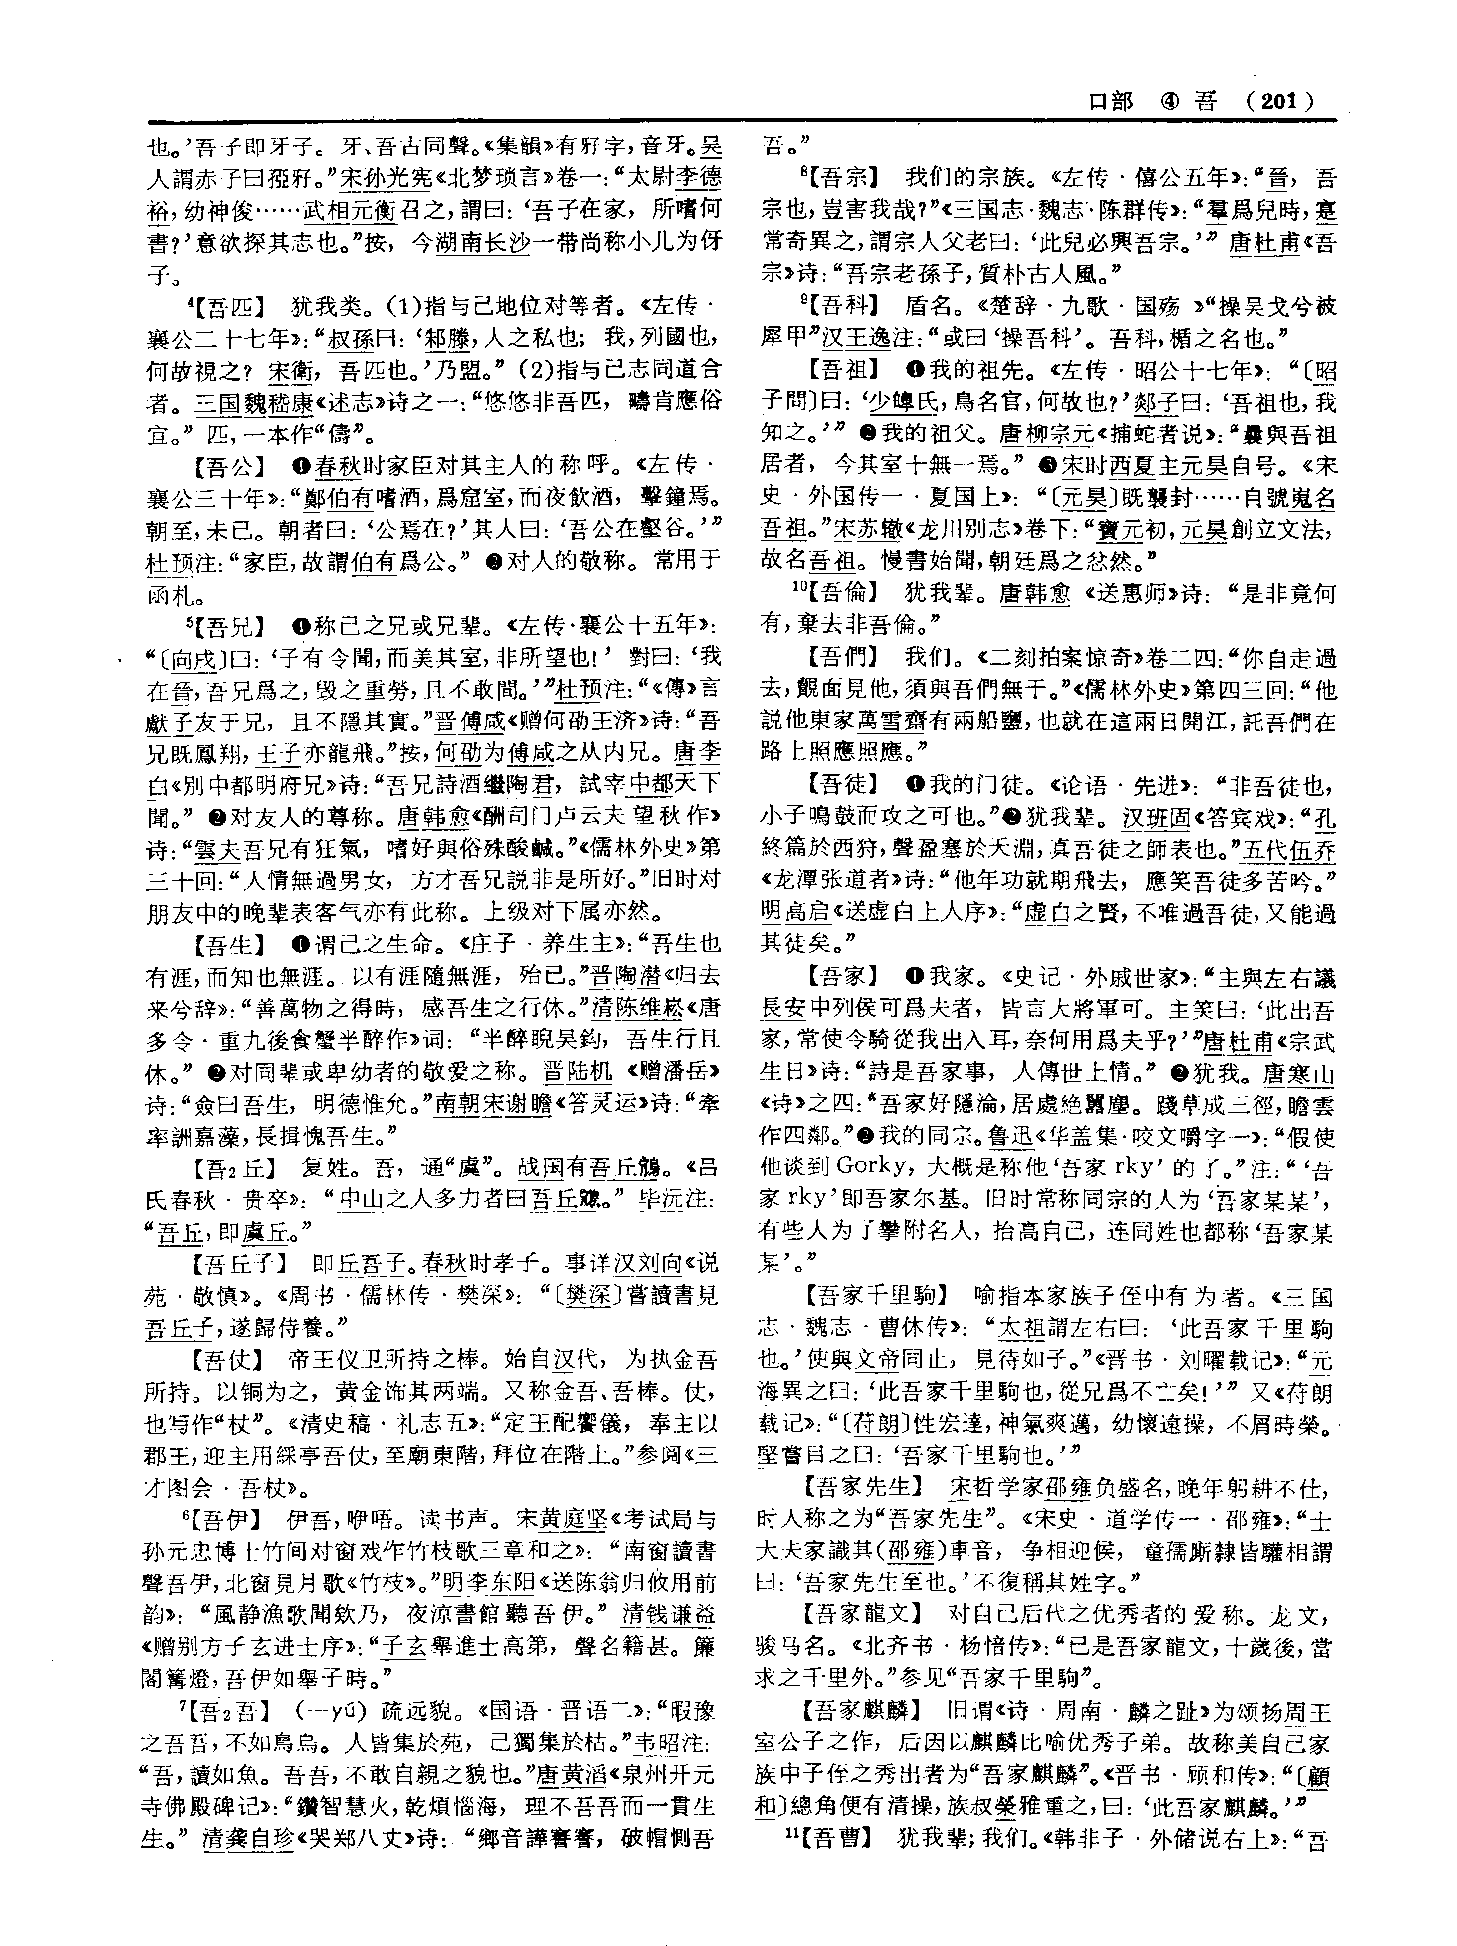 口部 ④ 吾 （201）
也。’吾子即牙子。牙、吾古同聲。《集韻》有犽字，音牙。吴
人謂赤子曰孲犽。”宋孙光宪《北梦琐言》卷一：“太尉李德
裕，幼神俊……武相元衡召之，謂曰：‘吾子在家，所嗜何
書？’意欲探其志也。”按，今湖南长沙一带尚称小儿为伢
子。
⁴【吾匹】 犹我类。(1)指与己地位对等者。《左传·
襄公二十七年》：“叔孫曰：‘邾滕，人之私也；我，列國也，
何故視之？宋衛，吾匹也。’乃盟。”(2)指与己志同道合
者。三国魏嵇康《述志》诗之一：“悠悠非吾匹，疇肯應俗
宜。”匹，一本作“儔”。
【吾公】 ❶春秋时家臣对其主人的称呼。《左传·
襄公三十年》：“鄭伯有嗜酒，爲窟室，而夜飲酒，擊鐘焉。
朝至，未已。朝者曰：‘公焉在？’其人曰：‘吾公在壑谷。’”
杜预注：“家臣，故謂伯有爲公。”❷对人的敬称。常用于
函札。
⁵【吾兄】 ❶称己之兄或兄辈。《左传·襄公十五年》：
“〔向戌〕曰：‘子有令聞，而美其室，非所望也！’對曰：‘我
在晉，吾兄爲之，毁之重勞，且不敢間。’”杜预注：“《傳》言
獻子友于兄，且不隱其實。”晋傅咸《赠何劭王济》诗：“吾
兄既鳳翔，王子亦龍飛。”按，何劭为傅咸之从内兄。唐李
白《别中都明府兄》诗：“吾兄詩酒繼陶君，試宰中都天下
聞。”❷对友人的尊称。唐韩愈《酬司门卢云夫望秋作》
诗：“雲夫吾兄有狂氣，嗜好與俗殊酸鹹。”《儒林外史》第
三十回：“人情無過男女，方才吾兄説非是所好。”旧时对
朋友中的晚辈表客气亦有此称。上级对下属亦然。
【吾生】 ❶谓己之生命。《庄子·养生主》：“吾生也
有涯，而知也無涯。以有涯隨無涯，殆已。”晋陶潜《归去
来兮辞》：“善萬物之得時，感吾生之行休。”清陈维崧《唐
多令·重九後食蟹半醉作》词：“半醉睨吴鈎，吾生行且
休。”❷对同辈或卑幼者的敬爱之称。晋陆机《赠潘岳》
诗：“僉曰吾生，明德惟允。”南朝宋谢瞻《答灵运》诗：“牽
率詶嘉藻，長揖愧吾生。”
【吾₂丘】 复姓。吾，通“虞”。战国有吾丘鴪。《吕
氏春秋·贵卒》：“中山之人多力者曰吾丘鴪。”毕沅注：
“吾丘，即虞丘。”
【吾丘子】 即丘吾子。春秋时孝子。事详汉刘向《说
苑·敬慎》。《周书·儒林传·樊深》：“〔樊深〕嘗讀書見
吾丘子，遂歸侍養。”
【吾仗】 帝王仪卫所持之棒。始自汉代，为执金吾
所持。以铜为之，黄金饰其两端。又称金吾、吾棒。仗，
也写作“杖”。《清史稿·礼志五》：“定王配饗儀，奉主以
郡王，迎主用綵亭吾仗，至廟東階，拜位在階上。”参阅《三
才图会·吾杖》。
⁶【吾伊】 伊吾，咿唔。读书声。宋黄庭坚《考试局与
孙元忠博士竹间对窗戏作竹枝歌三章和之》：“南窗讀書
聲吾伊，北窗見月歌《竹枝》。”明李东阳《送陈翁归攸用前
韵》：“風静漁歌聞欸乃，夜凉書館聽吾伊。”清钱谦益
《赠别方子玄进士序》：“子玄舉進士高第，聲名籍甚。簾
閣篝燈，吾伊如舉子時。”
⁷【吾₂吾】 （—yú）疏远貌。《国语·晋语二》：“暇豫
之吾吾，不如鳥烏。人皆集於苑，己獨集於枯。”韦昭注：
“吾，讀如魚。吾吾，不敢自親之貌也。”唐黄滔《泉州开元
寺佛殿碑记》：“鑽智慧火，乾煩惱海，理不吾吾而一貫生
生。”清龚自珍《哭郑八丈》诗：“鄉音譁謇謇，破帽側吾
吾。”
⁸【吾宗】 我们的宗族。《左传·僖公五年》：“晉，吾
宗也，豈害我哉？”《三国志·魏志·陈群传》：“羣爲兒時，寔
常奇異之，謂宗人父老曰：‘此兒必興吾宗。’”唐杜甫《吾
宗》诗：“吾宗老孫子，質朴古人風。”
⁹【吾科】 盾名。《楚辞·九歌·国殇》“操吴戈兮被
犀甲”汉王逸注：“或曰‘操吾科’。吾科，楯之名也。”
【吾祖】 ❶我的祖先。《左传·昭公十七年》：“〔昭
子問〕曰：‘少皞氏，鳥名官，何故也？’郯子曰：‘吾祖也，我
知之。’”❷我的祖父。唐柳宗元《捕蛇者说》：“曩與吾祖
居者，今其室十無一焉。”❸宋时西夏主元昊自号。《宋
史·外国传一·夏国上》：“〔元昊〕既襲封……自號嵬名
吾祖。”宋苏辙《龙川别志》卷下：“寶元初，元昊創立文法，
故名吾祖。慢書始聞，朝廷爲之忿然。”
¹⁰【吾倫】 犹我辈。唐韩愈《送惠师》诗：“是非竟何
有，棄去非吾倫。”
【吾們】 我们。《二刻拍案惊奇》卷二四：“你自走過
去，覿面見他，須與吾們無干。”《儒林外史》第四三回：“他
説他東家萬雪齋有兩船鹽，也就在這兩日開江，託吾們在
路上照應照應。”
【吾徒】 ❶我的门徒。《论语·先进》：“非吾徒也，
小子鳴鼓而攻之可也。”❷犹我辈。汉班固《答宾戏》：“孔
終篇於西狩，聲盈塞於天淵，真吾徒之師表也。”五代伍乔
《龙潭张道者》诗：“他年功就期飛去，應笑吾徒多苦吟。”
明高启《送虚白上人序》：“虚白之賢，不唯過吾徒，又能過
其徒矣。”
【吾家】 ❶我家。《史记·外戚世家》：“主與左右議
長安中列侯可爲夫者，皆言大將軍可。主笑曰：‘此出吾
家，常使令騎從我出入耳，奈何用爲夫乎？’”唐杜甫《宗武
生日》诗：“詩是吾家事，人傳世上情。”❷犹我。唐寒山
《诗》之四：“吾家好隱淪，居處絶囂塵。踐草成三徑，瞻雲
作四鄰。”❷我的同宗。鲁迅《华盖集·咬文嚼字一》：“假使
他谈到Gorky，大概是称他‘吾家rky’的了。”注：“‘吾
家rky’即吾家尔基。旧时常称同宗的人为‘吾家某某’，
有些人为了攀附名人，抬高自己，连同姓也都称‘吾家某
某’。”
【吾家千里駒】 喻指本家族子侄中有为者。《三国
志·魏志·曹休传》：“太祖謂左右曰：‘此吾家千里駒
也。’使與文帝同止，見待如子。”《晋书·刘曜载记》：“元
海異之曰：‘此吾家千里駒也，從兄爲不亡矣！’”又《苻朗
载记》：“〔苻朗〕性宏達，神氣爽邁，幼懷遠操，不屑時榮。
堅嘗目之曰：‘吾家千里駒也。’”
【吾家先生】 宋哲学家邵雍负盛名，晚年躬耕不仕，
时人称之为“吾家先生”。《宋史·道学传一·邵雍》：“士
大夫家識其(邵雍)車音，争相迎候，童孺廝隸皆驩相謂
曰：‘吾家先生至也。’不復稱其姓字。”
【吾家龍文】 对自己后代之优秀者的爱称。龙文，
骏马名。《北齐书·杨愔传》：“已是吾家龍文，十歲後，當
求之千里外。”参见“吾家千里駒”。
【吾家麒麟】 旧谓《诗·周南·麟之趾》为颂扬周王
室公子之作，后因以麒麟比喻优秀子弟。故称美自己家
族中子侄之秀出者为“吾家麒麟”。《晋书·顾和传》：“〔顧
和〕總角便有清操，族叔榮雅重之，曰：‘此吾家麒麟。’”
¹¹【吾曹】 犹我辈；我们。《韩非子·外储说右上》：“吾